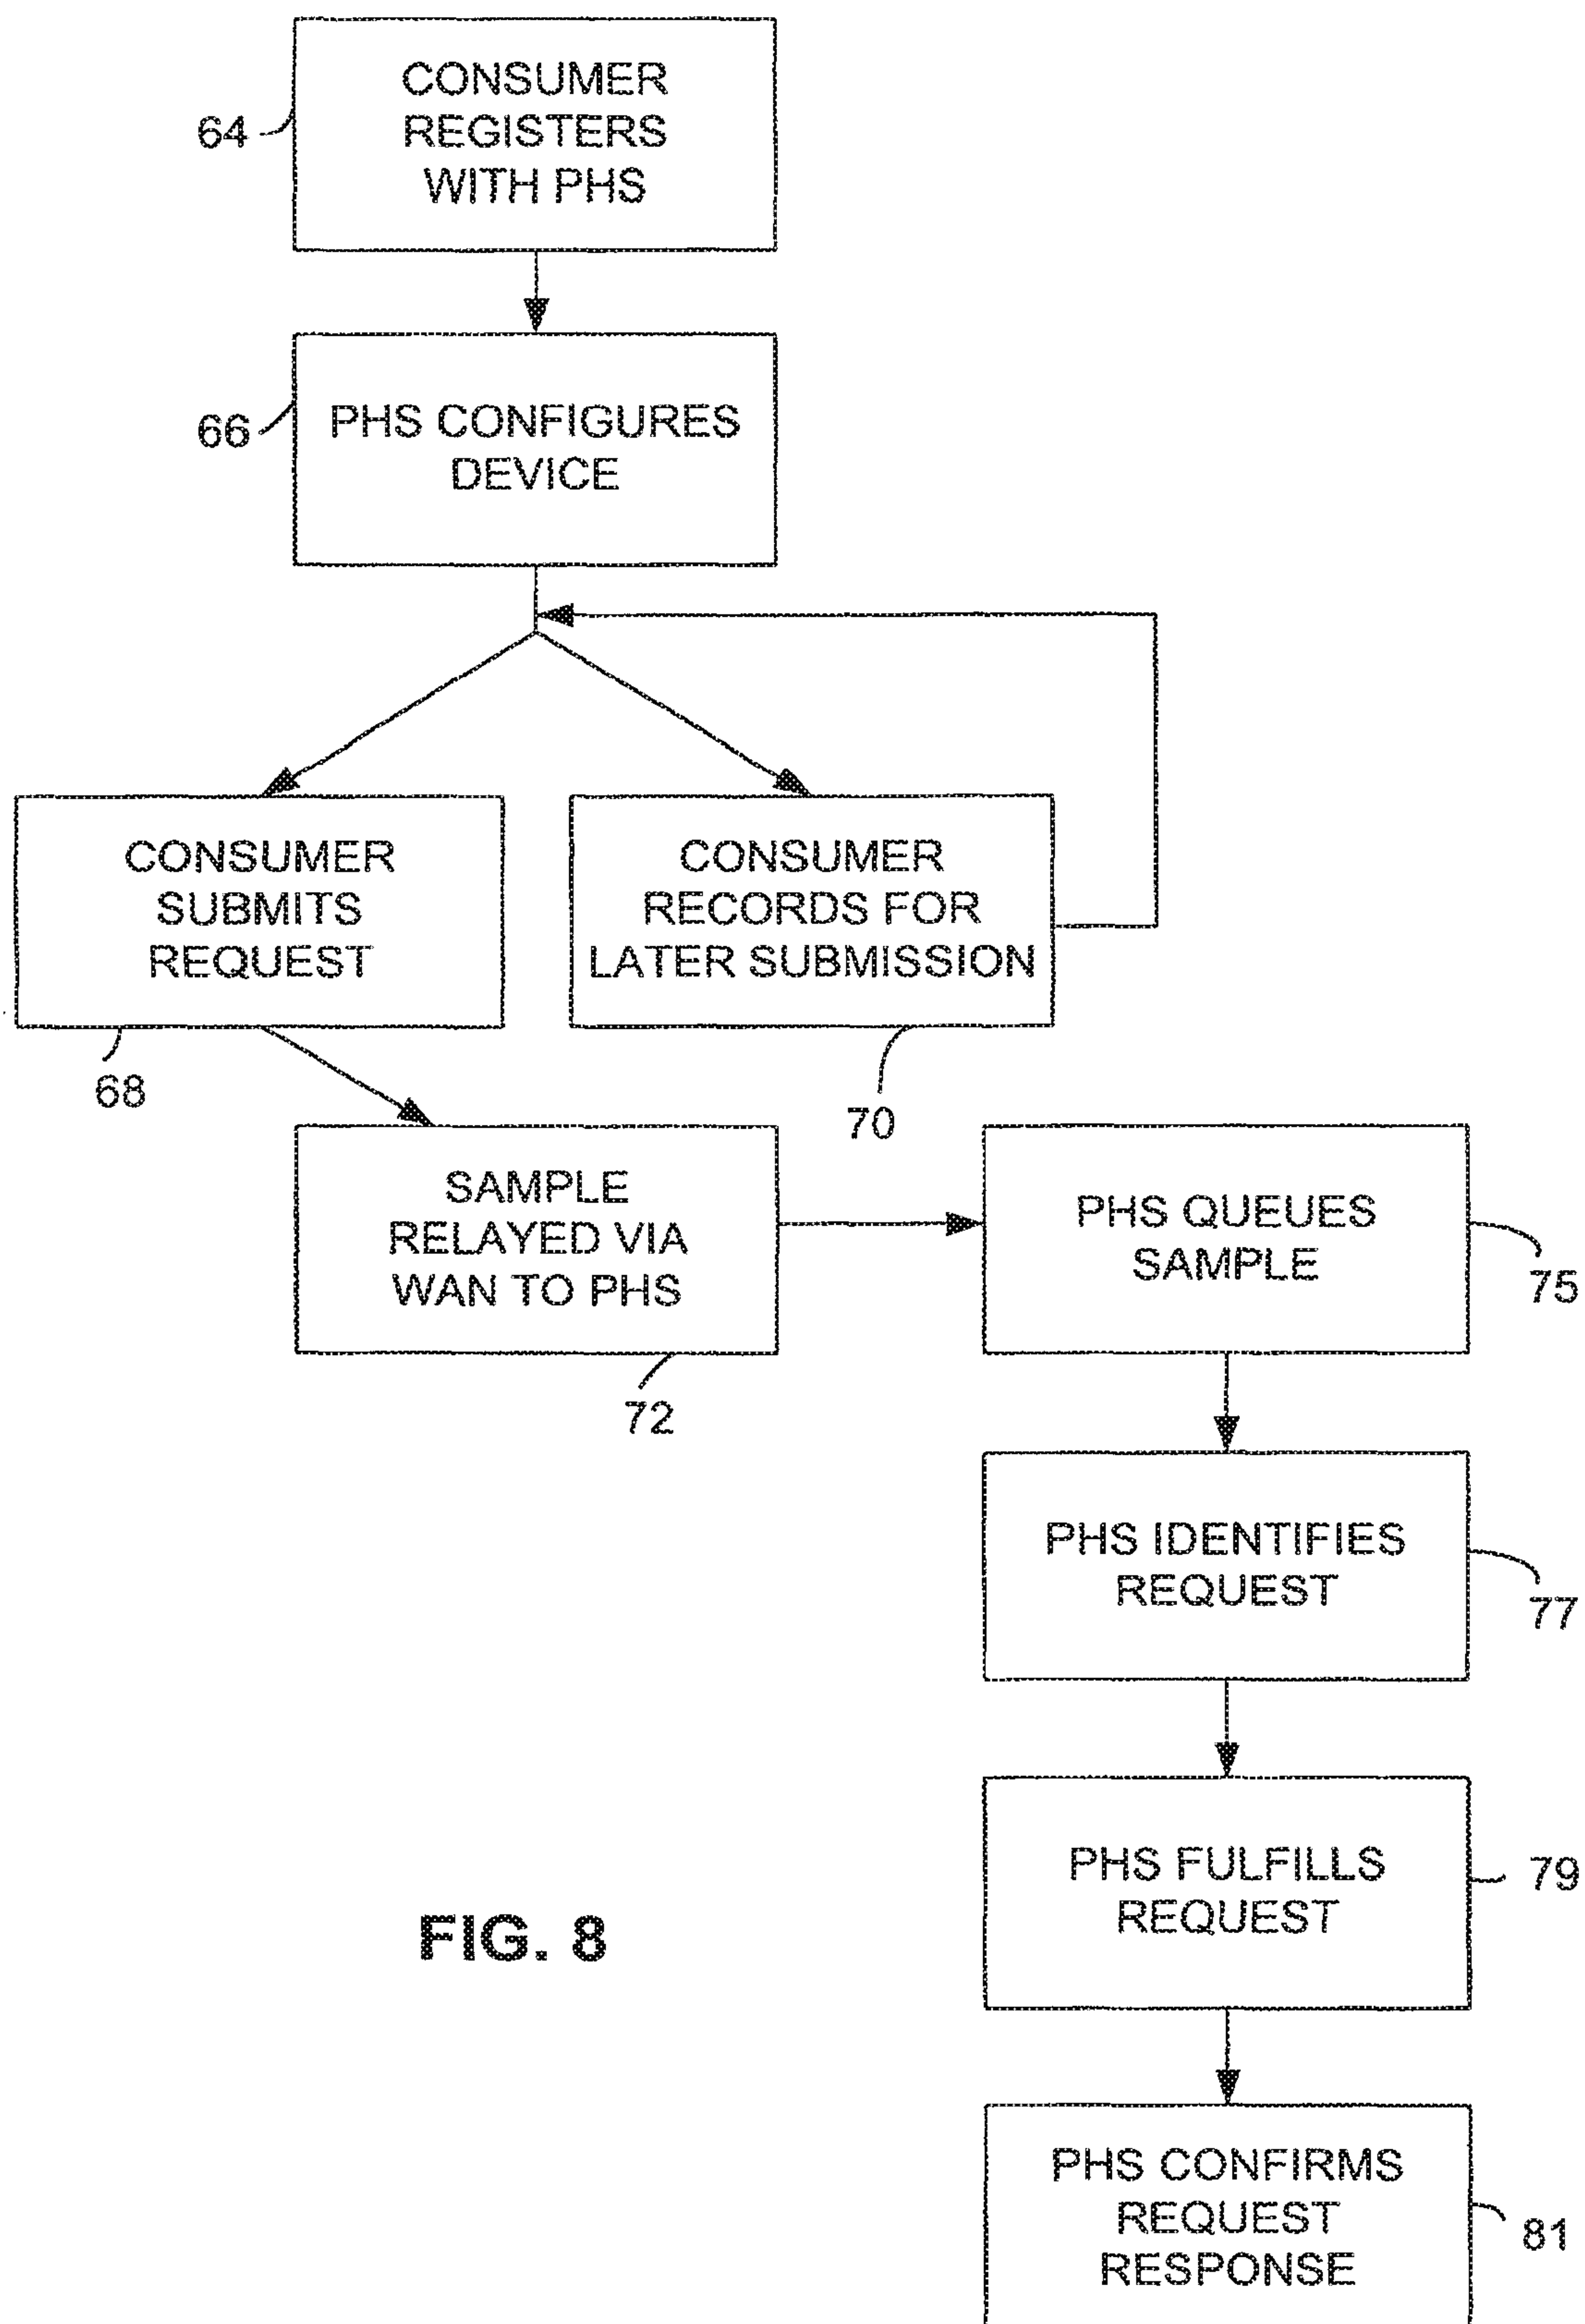 CONSUMER
REGISTERS
WITH PHS
64
PHS CONFIGURES
DEVICE
66
CONSUMER
SUBMITS
REQUEST
68
CONSUMER
RECORDS FOR
LATER SUBMISSION
70
SAMPLE
RELAYED VIA
WAN TO PHS
72
PHS QUEUES
SAMPLE
75
PHS IDENTIFIES
REQUEST
77
PHS FULFILLS
REQUEST
79
PHS CONFIRMS
REQUEST
RESPONSE
81
FIG. 8